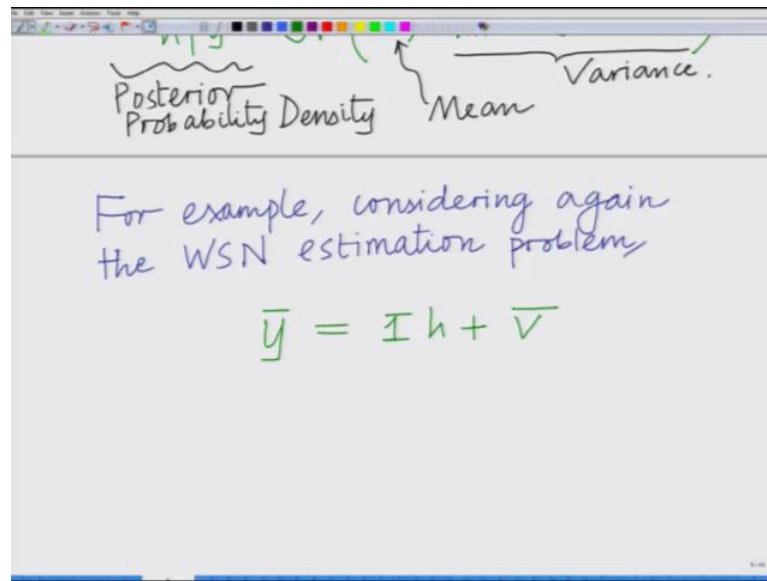 Variance.
Posterior
Probability Density
Mean
For example, considering again
the WSN estimation problem,
ȳ = I h + V̄